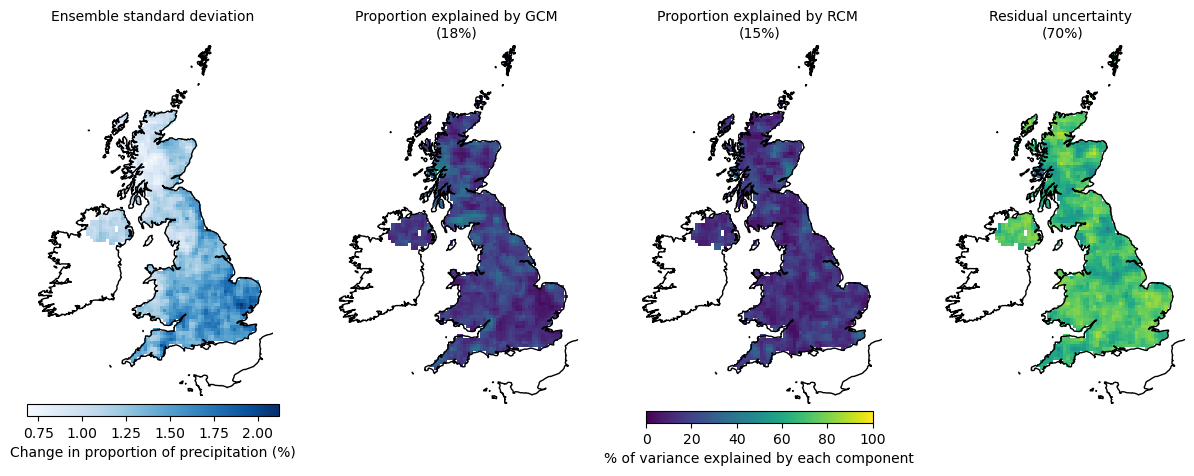 Ensemble standard deviation
Proportion explained by GCM
(18%)
Proportion explained by RCM
(15%)
Residual uncertainty
(70%)
0.75 1.00 1.25 1.50 1.75 2.00
Change in proportion of precipitation (%)
0 20 40 60 80 100
% of variance explained by each component